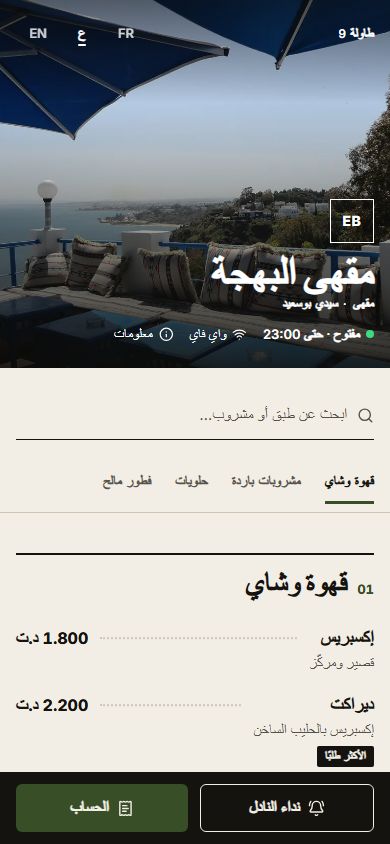 طاولة 9
FR ع EN
EB
مقهى البهجة
مقهى · سيدي بوسعيد
مفتوح · حتى 23:00 واي فاي معلومات
ابحث عن طبق أو مشروب...
قهوة وشاي مشروبات باردة حلويات فطور مالح
01 قهوة وشاي
إكسبريس 1.800 د.ت
قصير ومركّز
ديراكت 2.200 د.ت
إكسبريس بالحليب الساخن
الأكثر طلبًا
نداء النادل الحساب